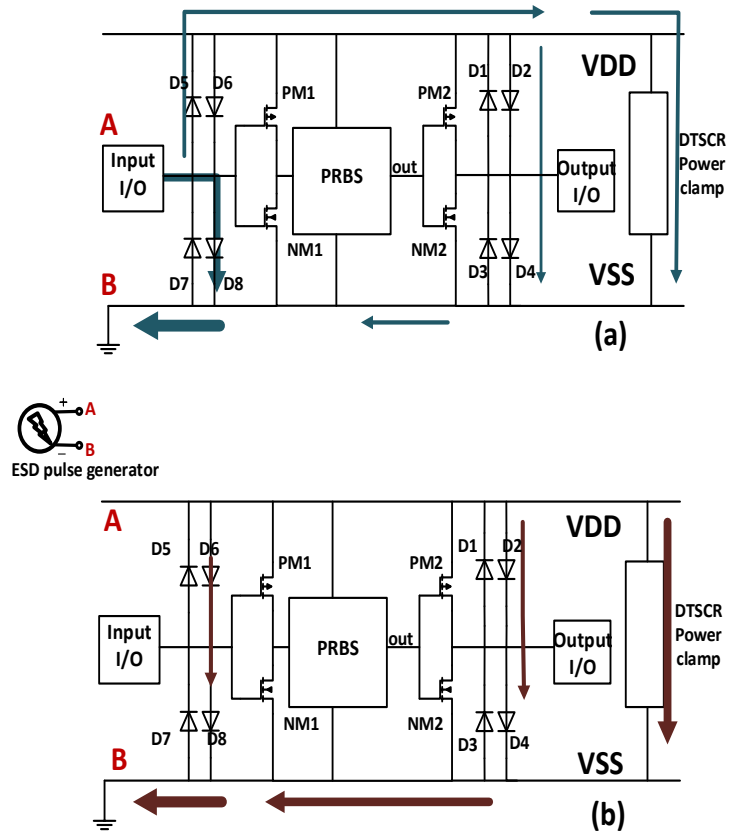 D5
D6
PM1
PM2
D1
D2
VDD
A
Input
I/O
PRBS
out
Output
I/O
DTSCR
Power
clamp
NM1
NM2
D7
D8
D3
D4
B
VSS
(a)
+
A
B
−
ESD pulse generator
A
VDD
D5
D6
PM1
PM2
D1
D2
Input
I/O
PRBS
out
Output
I/O
DTSCR
Power
clamp
NM1
NM2
D7
D8
D3
D4
B
VSS
(b)